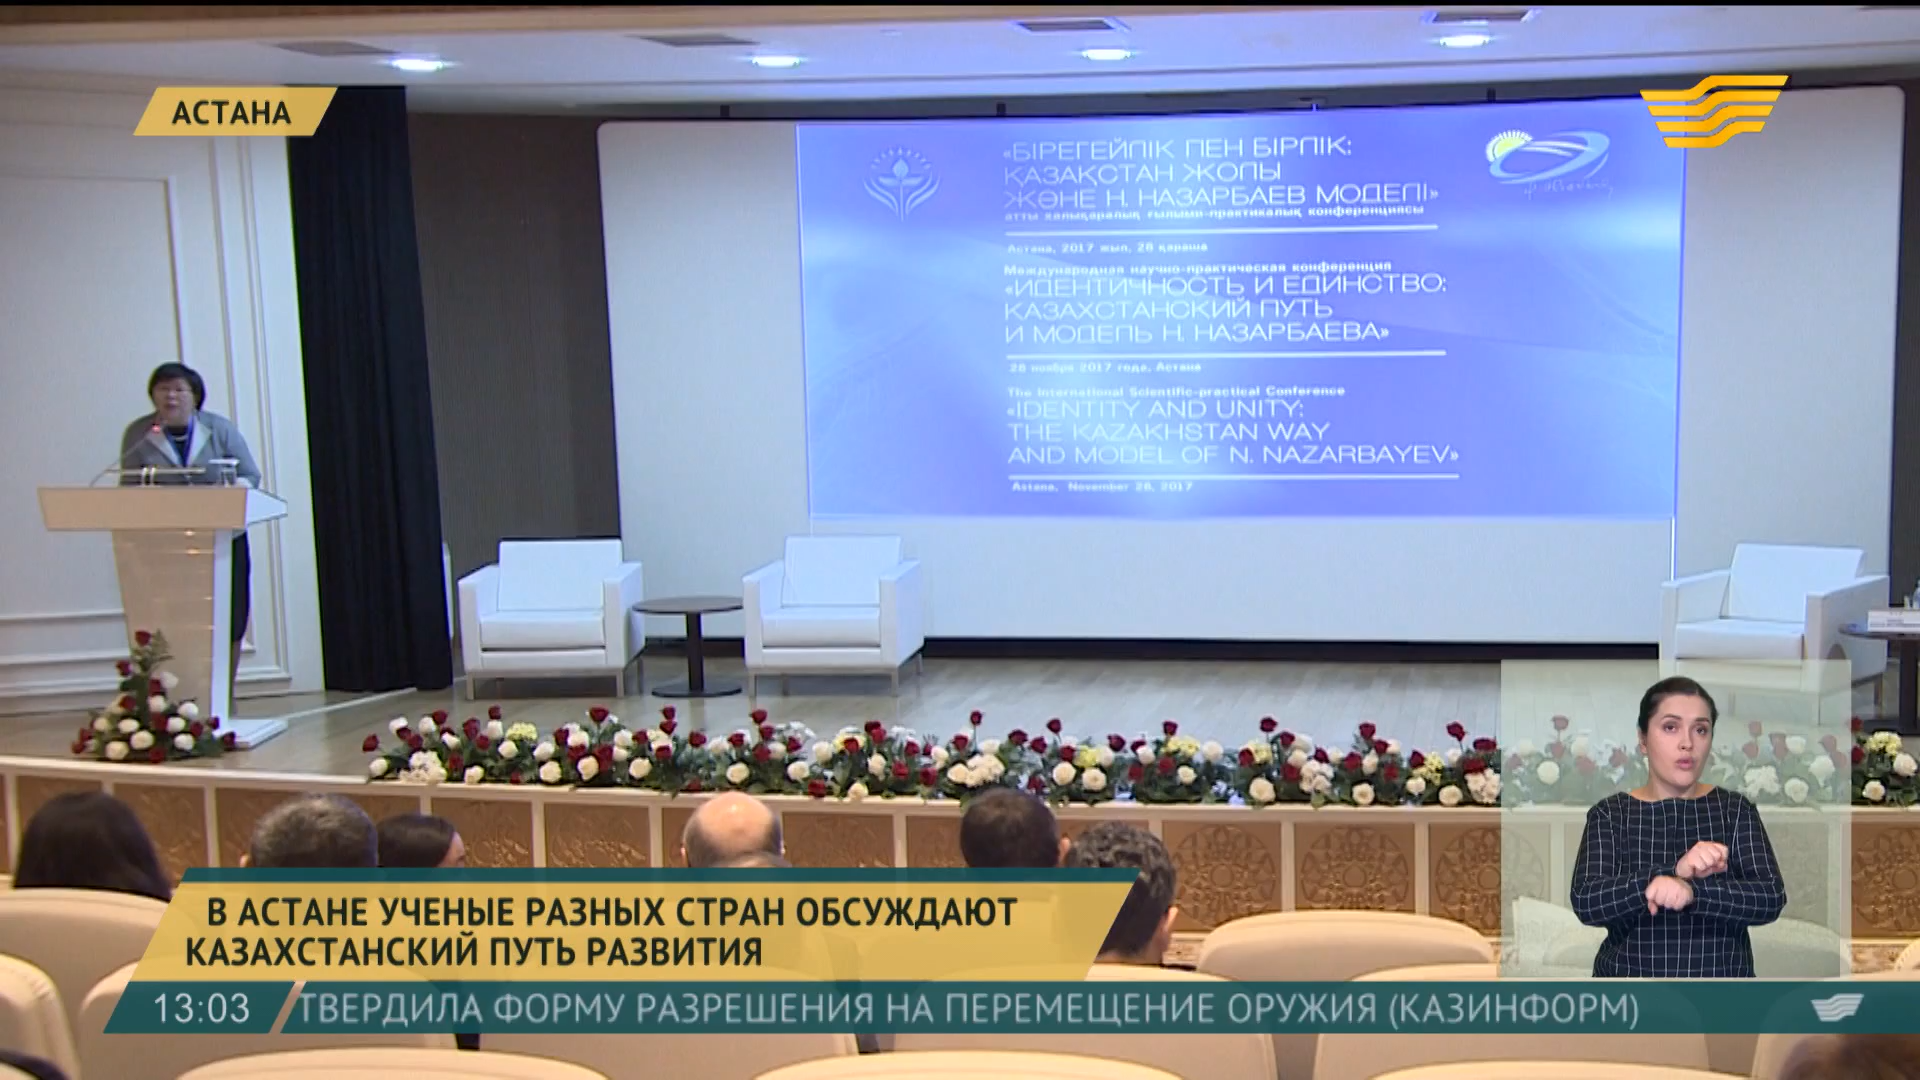 АСТАНА
«БІРЕГЕЙЛІК ПЕН БІРЛІК:
ҚАЗАҚСТАН ЖОЛЫ
ЖӘНЕ Н. НАЗАРБАЕВ МОДЕЛІ»
атты халықаралық ғылыми-практикалық конференциясы
Астана, 2017 жыл, 28 қараша
Международная научно-практическая конференция
«ИДЕНТИЧНОСТЬ И ЕДИНСТВО:
КАЗАХСТАНСКИЙ ПУТЬ
И МОДЕЛЬ Н. НАЗАРБАЕВА»
28 ноября 2017 года, Астана
The International Scientific-practical Conference
«IDENTITY AND UNITY:
THE KAZAKHSTAN WAY
AND MODEL OF N. NAZARBAYEV»
Astana, November 28, 2017
В АСТАНЕ УЧЕНЫЕ РАЗНЫХ СТРАН ОБСУЖДАЮТ
КАЗАХСТАНСКИЙ ПУТЬ РАЗВИТИЯ
13:03 ТВЕРДИЛА ФОРМУ РАЗРЕШЕНИЯ НА ПЕРЕМЕЩЕНИЕ ОРУЖИЯ (КАЗИНФОРМ)